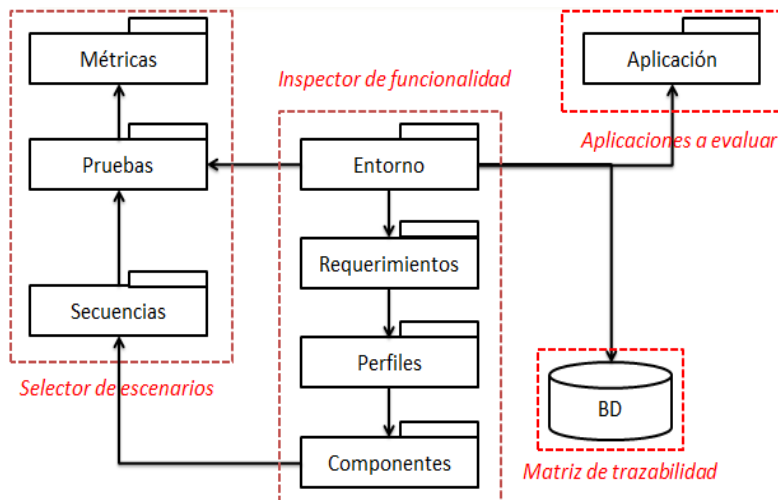 Métricas
Aplicación
Inspector de funcionalidad
Aplicaciones a evaluar
Pruebas
Entorno
Requerimientos
Secuencias
Perfiles
Selector de escenarios
BD
Componentes
Matriz de trazabilidad